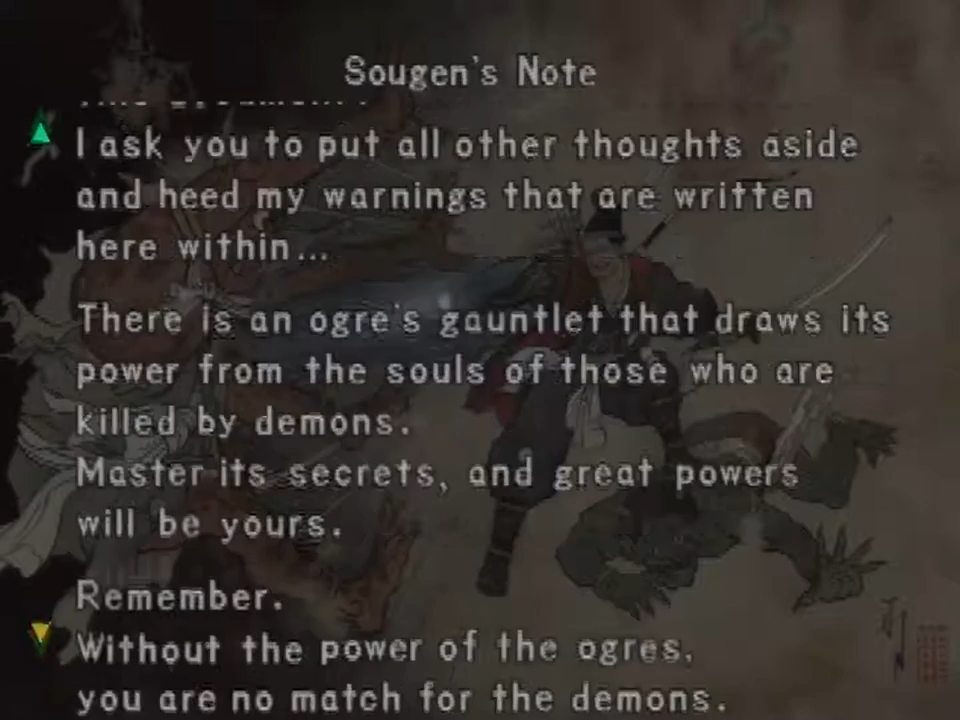 Sougen's Note
I ask you to put all other thoughts aside
and heed my warnings that are written
here within...
There is an ogre's gauntlet that draws its
power from the souls of those who are
killed by demons.
Master its secrets, and great powers
will be yours.
Remember.
Without the power of the ogres,
you are no match for the demons.